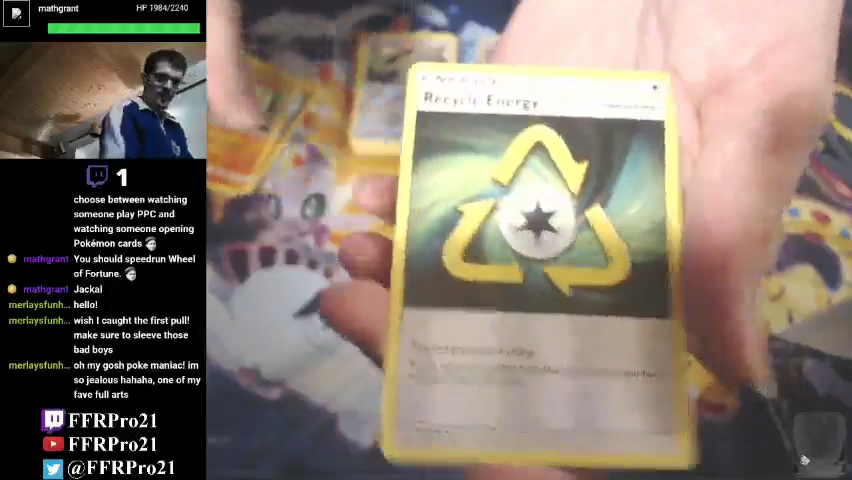 mathgrant
HP 1984/2240
1
choose between watching
someone play PPC and
watching someone opening
Pokémon cards
mathgrant You should speedrun Wheel
of Fortune.
mathgrant Jackal
merlaysfunh... hello!
merlaysfunh... wish I caught the first pull!
make sure to sleeve those
bad boys
merlaysfunh... oh my gosh poke maniac! im
so jealous hahaha, one of my
fave full arts
FFRPro21
FFRPro21
@FFRPro21
Recycle Energy